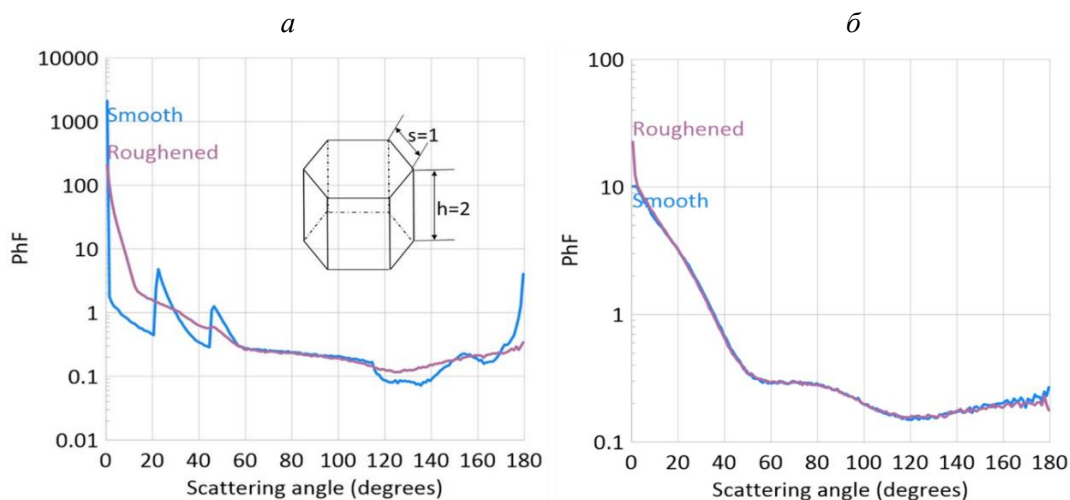 а
б
10000
1000
100
10
1
0.1
0.01
PhF
Smooth
Roughened
s=1
h=2
0 20 40 60 80 100 120 140 160 180
Scattering angle (degrees)
100
10
1
0.1
PhF
Roughened
Smooth
0 20 40 60 80 100 120 140 160 180
Scattering angle (degrees)